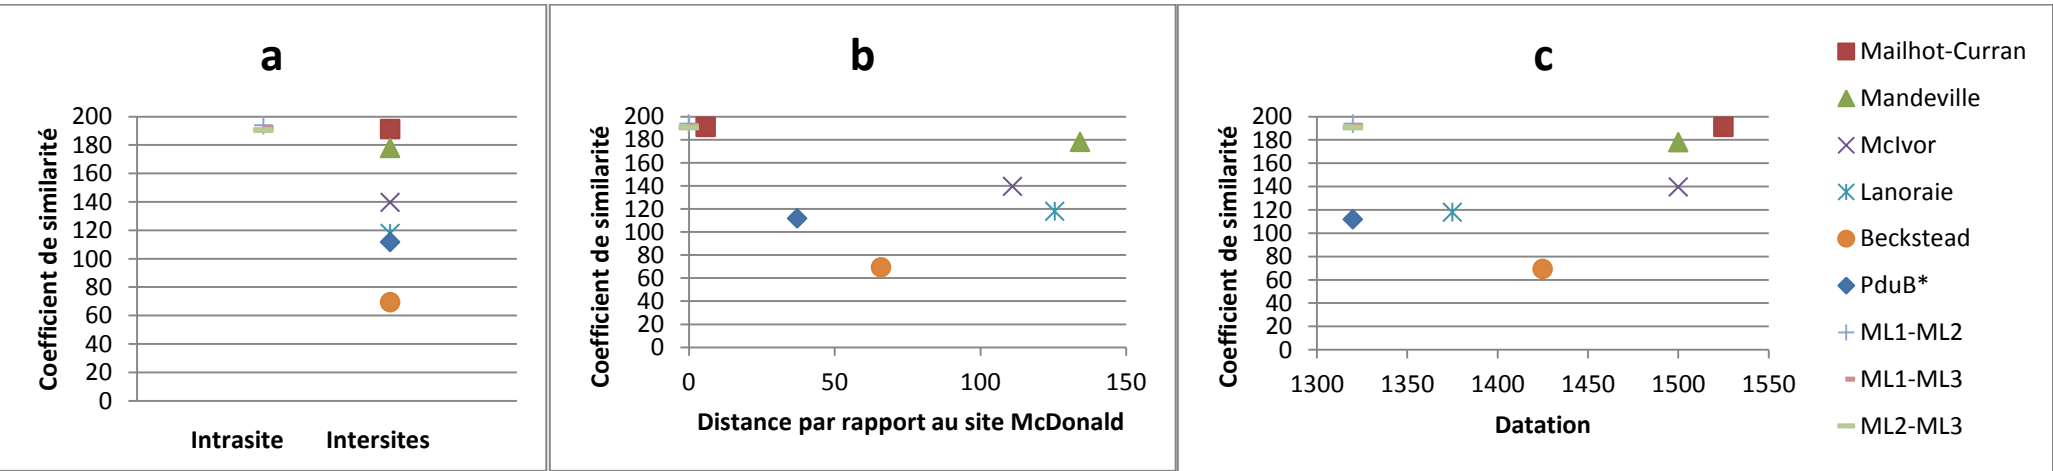 a
Coefficient de similarité
200
180
160
140
120
100
80
60
40
20
0
Intrasite Intersites
b
Coefficient de similarité
200
180
160
140
120
100
80
60
40
20
0
0 50 100 150
Distance par rapport au site McDonald
c
Coefficient de similarité
200
180
160
140
120
100
80
60
40
20
0
1300 1350 1400 1450 1500 1550
Datation
Mailhot-Curran
Mandeville
McIvor
Lanoraie
Beckstead
PduB*
ML1-ML2
ML1-ML3
ML2-ML3